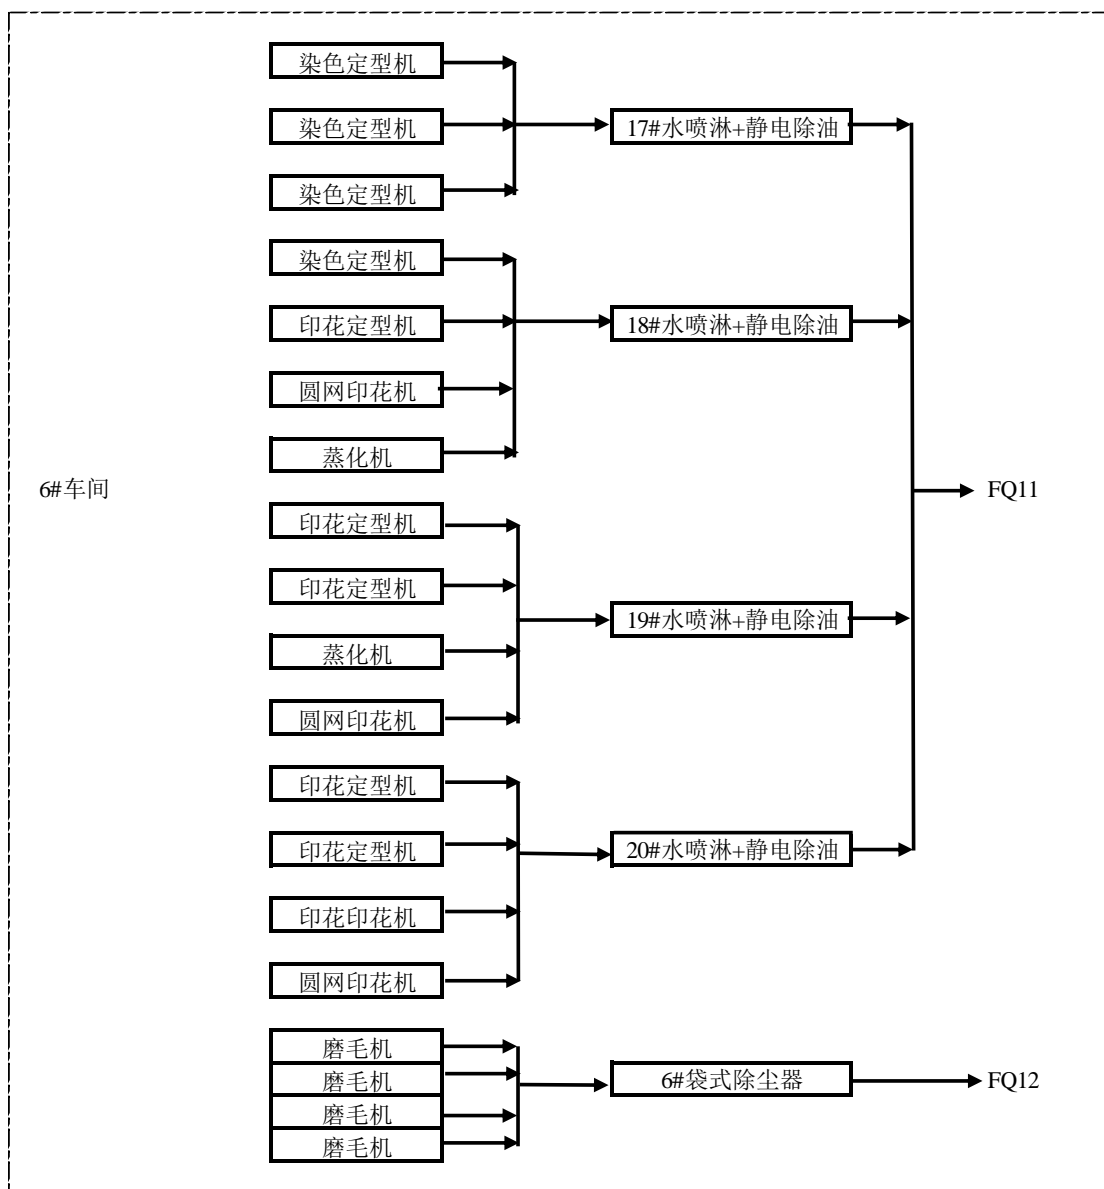 染色定型机
染色定型机
17#水喷淋+静电除油
染色定型机
染色定型机
印花定型机
18#水喷淋+静电除油
圆网印花机
蒸化机
6#车间
FQ11
印花定型机
印花定型机
19#水喷淋+静电除油
蒸化机
圆网印花机
印花定型机
印花定型机
20#水喷淋+静电除油
印花印花机
圆网印花机
磨毛机
磨毛机
6#袋式除尘器
FQ12
磨毛机
磨毛机